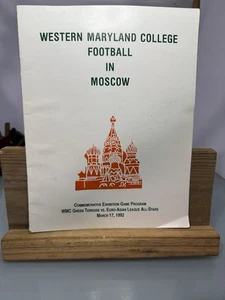 WESTERN MARYLAND COLLEGE
FOOTBALL
IN
MOSCOW
COMMEMORATIVE EXHIBITION GAME PROGRAM
WMC GREEN TERRORS VS. EURO-ASIAN LEAGUE ALL-STARS
MARCH 17, 1992